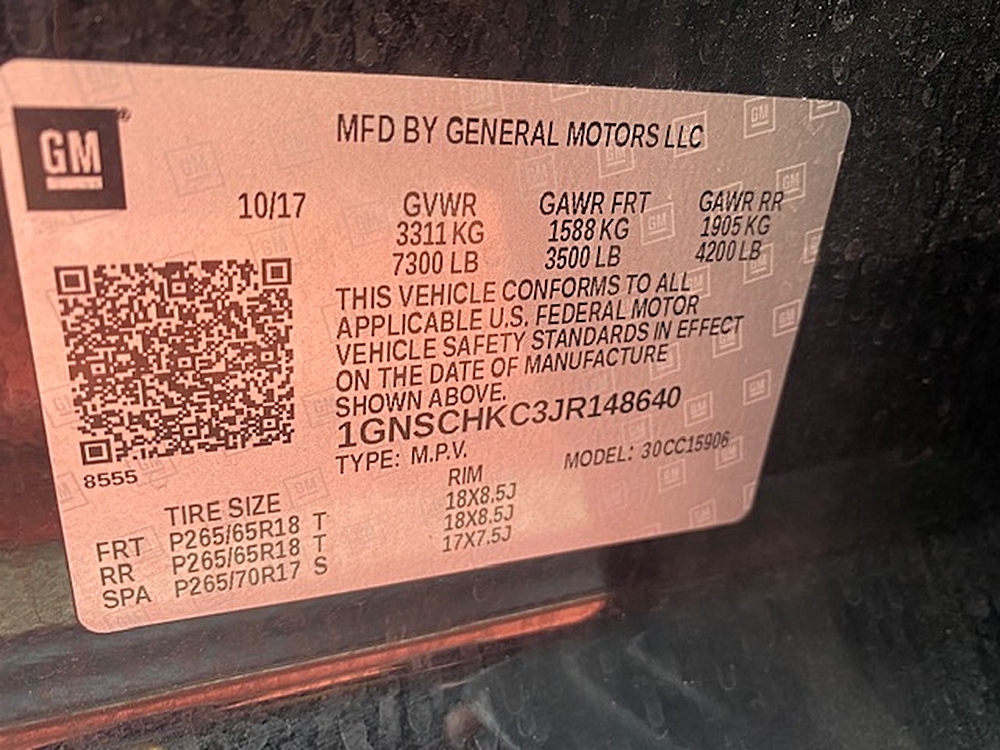 GM
MFD BY GENERAL MOTORS LLC
10/17 GVWR GAWR FRT GAWR RR
3311 KG 1588 KG 1905 KG
7300 LB 3500 LB 4200 LB
THIS VEHICLE CONFORMS TO ALL
APPLICABLE U.S. FEDERAL MOTOR
VEHICLE SAFETY STANDARDS IN EFFECT
ON THE DATE OF MANUFACTURE
SHOWN ABOVE.
1GNSCHKC3JR148640
TYPE: M.P.V. MODEL: 30CC15906
8555
TIRE SIZE RIM
FRT P265/65R18 T 18X8.5J
RR P265/65R18 T 18X8.5J
SPA P265/70R17 S 17X7.5J